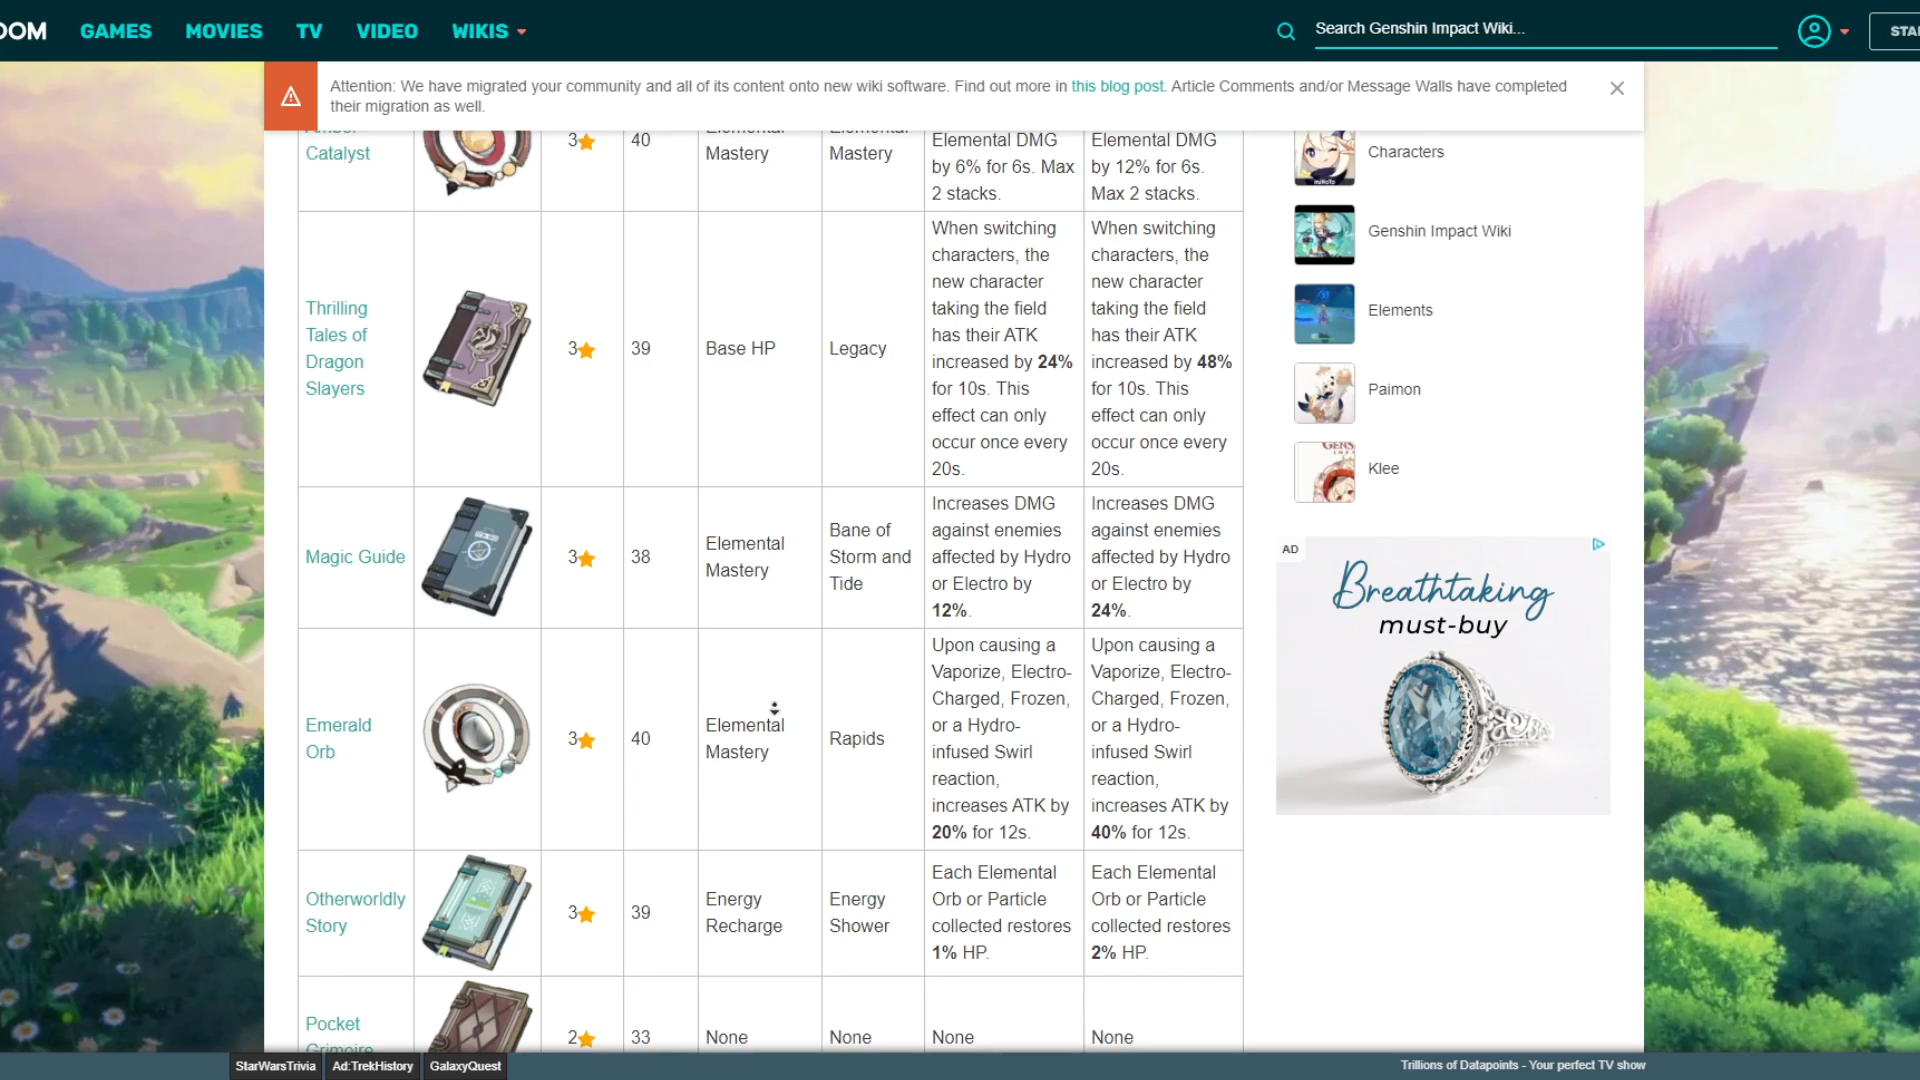 OOM GAMES MOVIES TV VIDEO WIKIS Search Genshin Impact Wiki... STA
Attention: We have migrated your community and all of its content onto new wiki software. Find out more in this blog post. Article Comments and/or Message Walls have completed
their migration as well.
Amber
Catalyst
3
40
Elemental
Mastery
Elemental
Mastery
Elemental DMG
by 6% for 6s. Max
2 stacks.
Elemental DMG
by 12% for 6s.
Max 2 stacks.
Thrilling
Tales of
Dragon
Slayers
3
39
Base HP
Legacy
When switching
characters, the
new character
taking the field
has their ATK
increased by 24%
for 10s. This
effect can only
occur once every
20s.
When switching
characters, the
new character
taking the field
has their ATK
increased by 48%
for 10s. This
effect can only
occur once every
20s.
Magic Guide
3
38
Elemental
Mastery
Bane of
Storm and
Tide
Increases DMG
against enemies
affected by Hydro
or Electro by
12%.
Increases DMG
against enemies
affected by Hydro
or Electro by
24%.
Emerald
Orb
3
40
Elemental
Mastery
Rapids
Upon causing a
Vaporize, Electro-
Charged, Frozen,
or a Hydro-
infused Swirl
reaction,
increases ATK by
20% for 12s.
Upon causing a
Vaporize, Electro-
Charged, Frozen,
or a Hydro-
infused Swirl
reaction,
increases ATK by
40% for 12s.
Otherworldly
Story
3
39
Energy
Recharge
Energy
Shower
Each Elemental
Orb or Particle
collected restores
1% HP.
Each Elemental
Orb or Particle
collected restores
2% HP.
Pocket
Grimoire
2
33
None
None
None
None
Characters
Genshin Impact Wiki
Elements
Paimon
GENS
Klee
AD
Breathtaking
must-buy
StarWarsTrivia Ad:TrekHistory GalaxyQuest
Trillions of Datapoints - Your perfect TV show